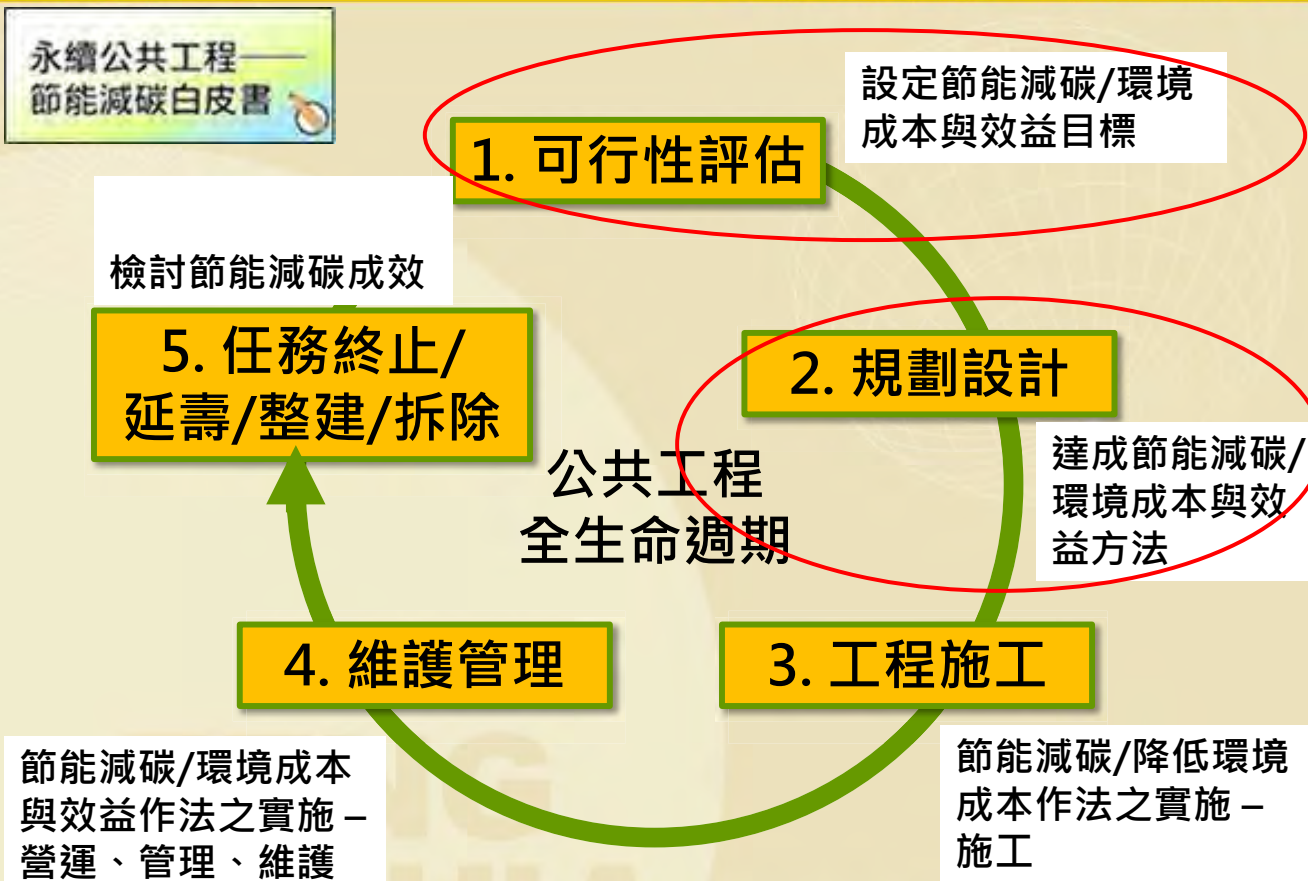 永續公共工程——
節能減碳白皮書
設定節能減碳/環境
成本與效益目標
1. 可行性評估
檢討節能減碳成效
5. 任務終止/
延壽/整建/拆除
2. 規劃設計
達成節能減碳/
環境成本與效
益方法
公共工程
全生命週期
4. 維護管理
3. 工程施工
節能減碳/環境成本
與效益作法之實施 –
營運、管理、維護
節能減碳/降低環境
成本作法之實施 –
施工